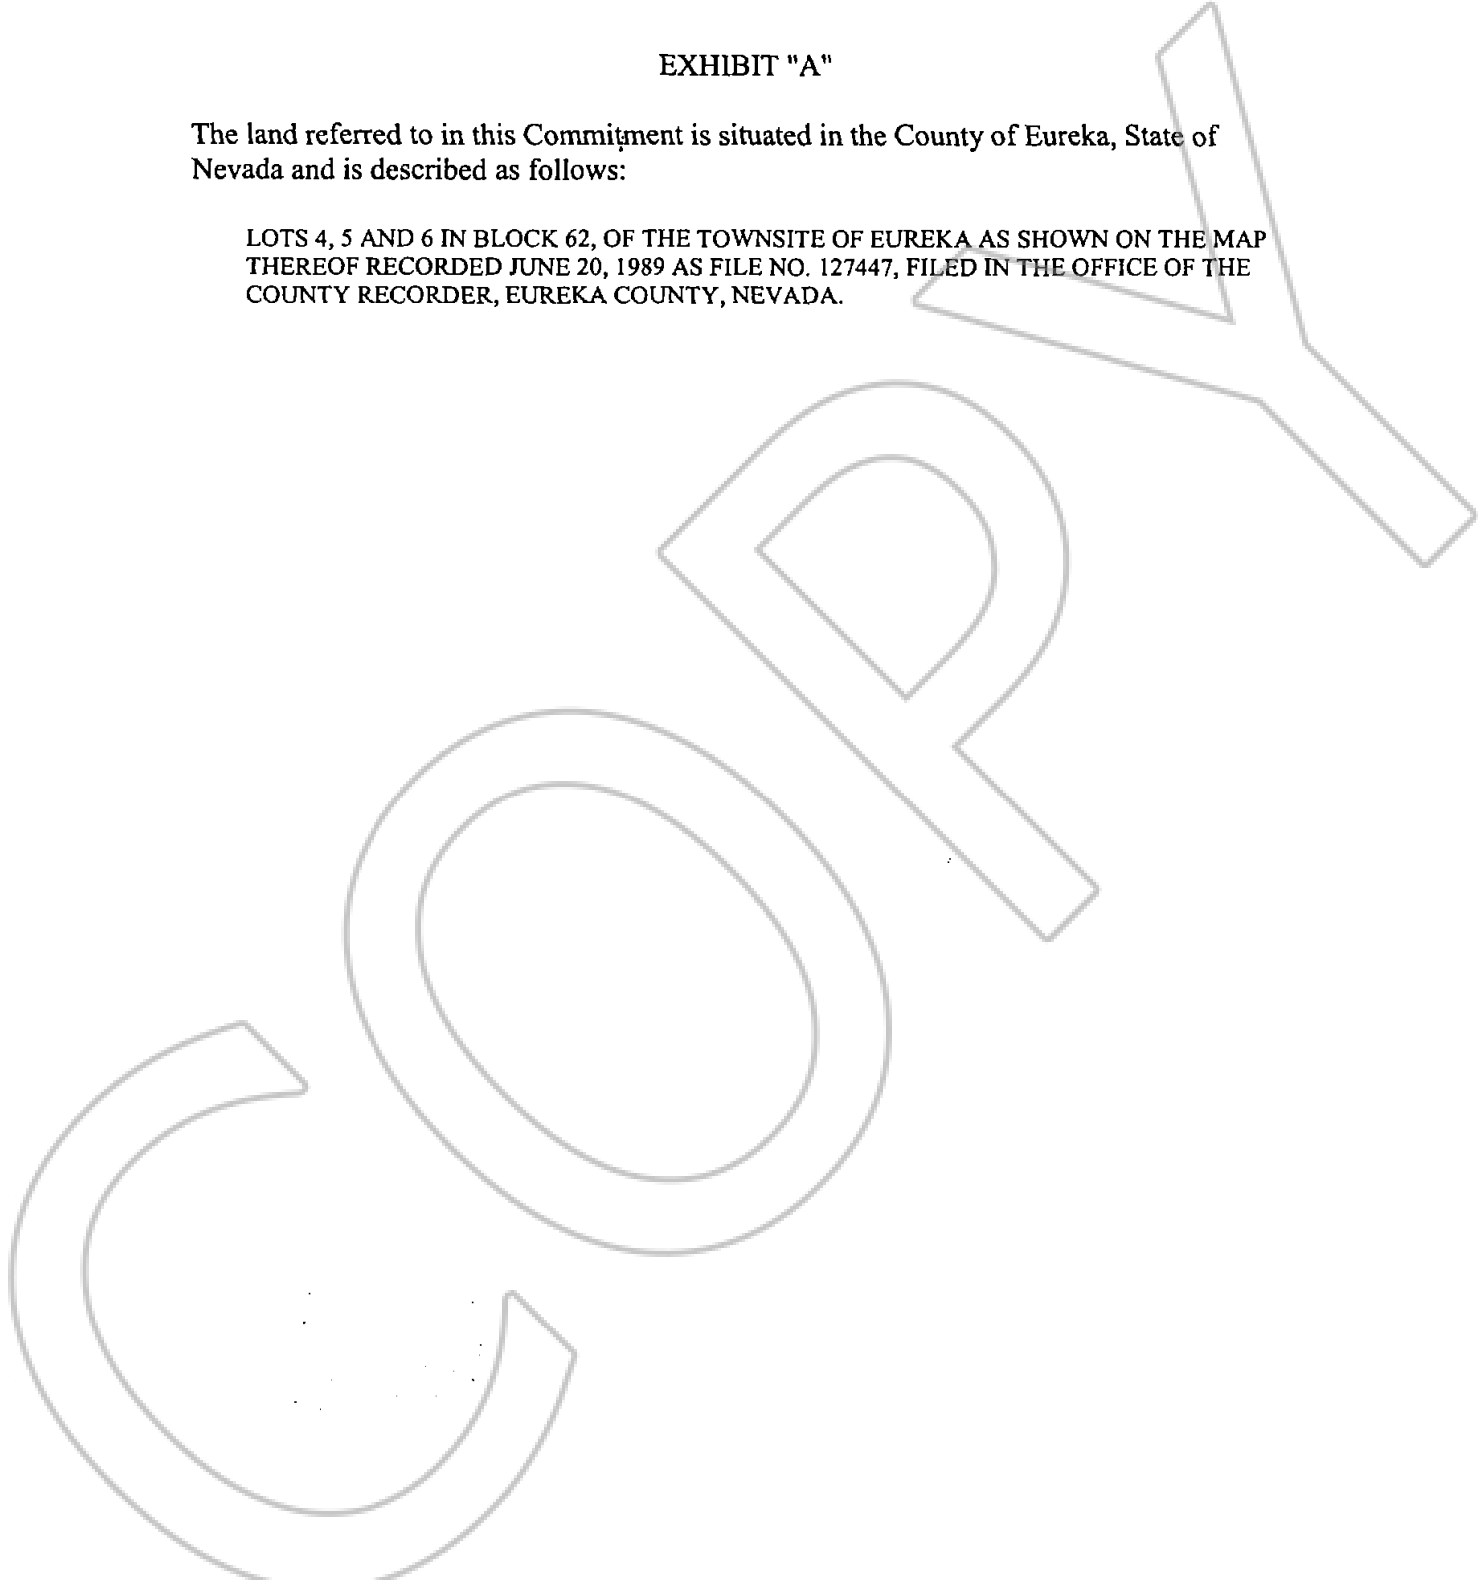 EXHIBIT "A"
The land referred to in this Commitment is situated in the County of Eureka, State of
Nevada and is described as follows:
LOTS 4, 5 AND 6 IN BLOCK 62, OF THE TOWNSITE OF EUREKA AS SHOWN ON THE MAP
THEREOF RECORDED JUNE 20, 1989 AS FILE NO. 127447, FILED IN THE OFFICE OF THE
COUNTY RECORDER, EUREKA COUNTY, NEVADA.
COPY